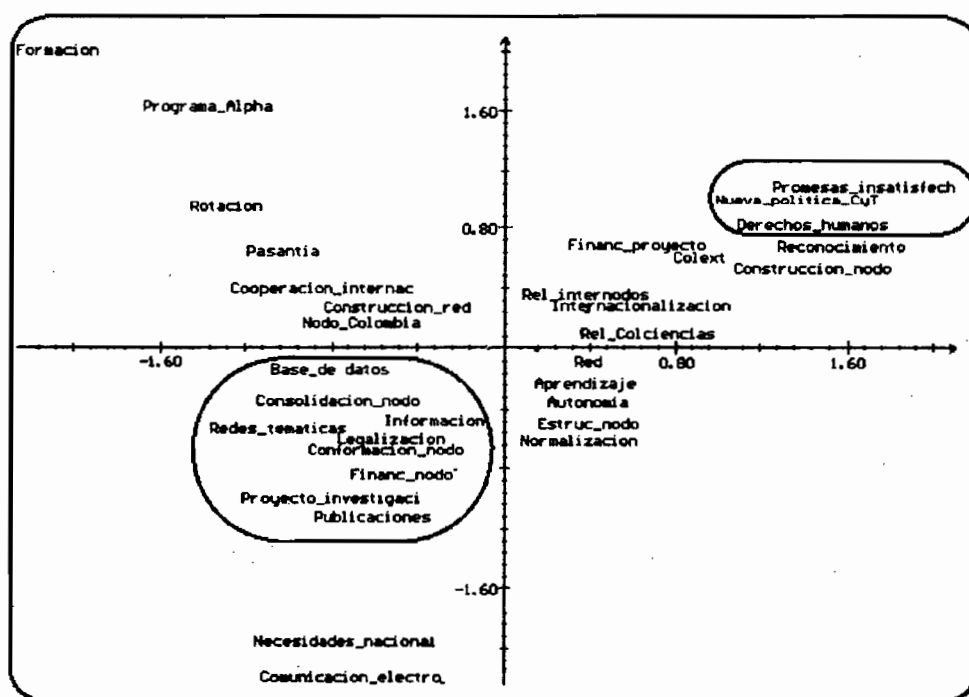 Formacion
Programa_Alpha
1.60
Promesas_insatisfech
Nueva_politica_CyT
Rotacion
0.80
Derechos_humanos
Financ_proyecto
Reconocimiento
Pasantia
Colext
Construccion_nodo
Cooperacion_internac
Rel_internodos
Construccion_red
Internacionalizacion
Nodo_Colombia
Rel_Colciencias
-1.60
Red
0.80
1.60
Base_de datos
Aprendizaje
Consolidacion_nodo
Autonomia
Informacion
Estruc_nodo
Redes_tematicas
Legalizacion
Normalizacion
Conformacion_nodo
Financ_nodo
Proyecto_investigaci
Publicaciones
-1.60
Necesidades_nacional
Comunicacion_electro.